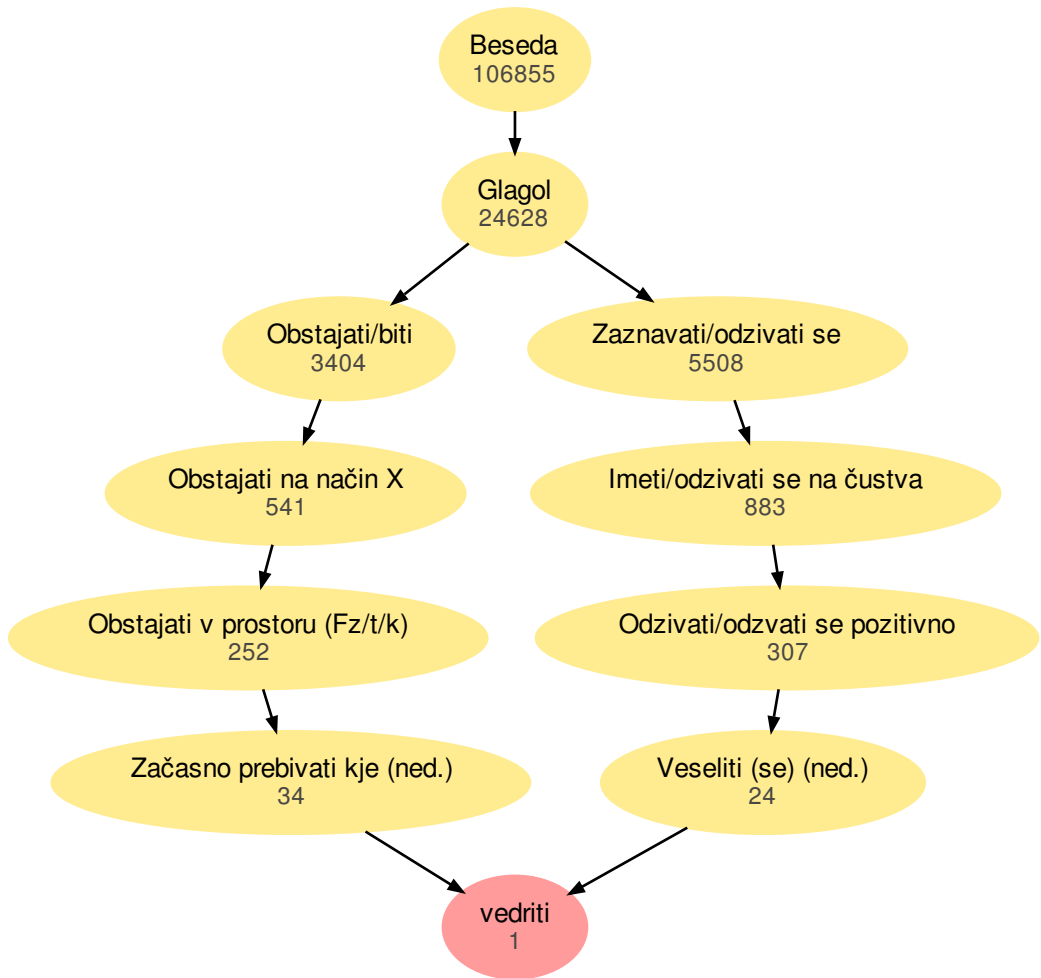 Beseda
106855
Glagol
24628
Obstajati/biti
3404
Zaznavati/odzivati se
5508
Obstajati na način X
541
Imeti/odzivati se na čustva
883
Obstajati v prostoru (Fz/t/k)
252
Odzivati/odzvati se pozitivno
307
Začasno prebivati kje (ned.)
34
Veseliti (se) (ned.)
24
vedriti
1